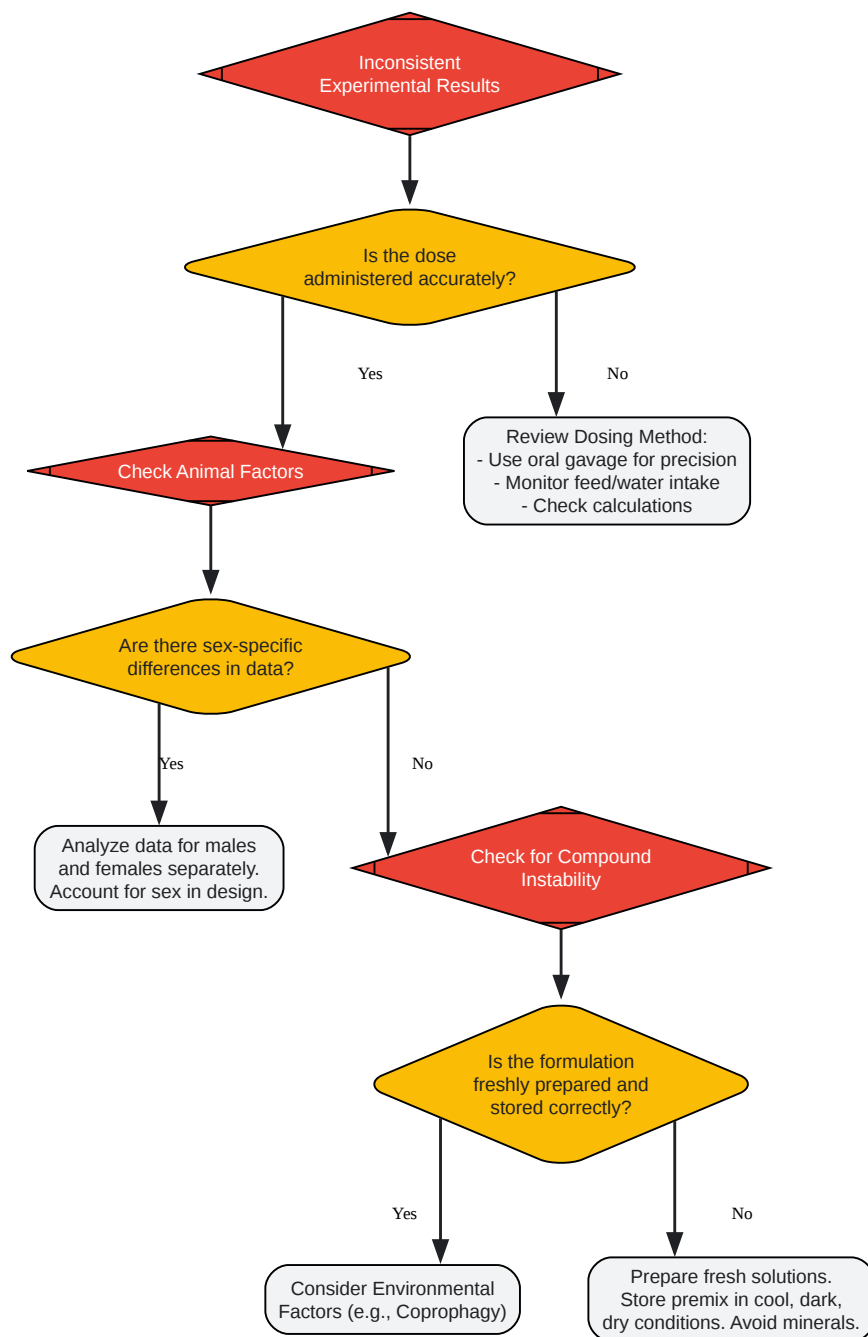 Inconsistent
Experimental Results
Is the dose
administered accurately?
Yes
No
Check Animal Factors
Review Dosing Method:
- Use oral gavage for precision
- Monitor feed/water intake
- Check calculations
Are there sex-specific
differences in data?
Yes
No
Analyze data for males
and females separately.
Account for sex in design.
Check for Compound
Instability
Is the formulation
freshly prepared and
stored correctly?
Yes
No
Consider Environmental
Factors (e.g., Coprophagy)
Prepare fresh solutions.
Store premix in cool, dark,
dry conditions. Avoid minerals.